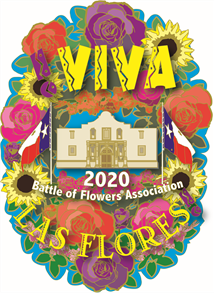 VIVA
2020
Battle of Flowers Association
LAS FLORES